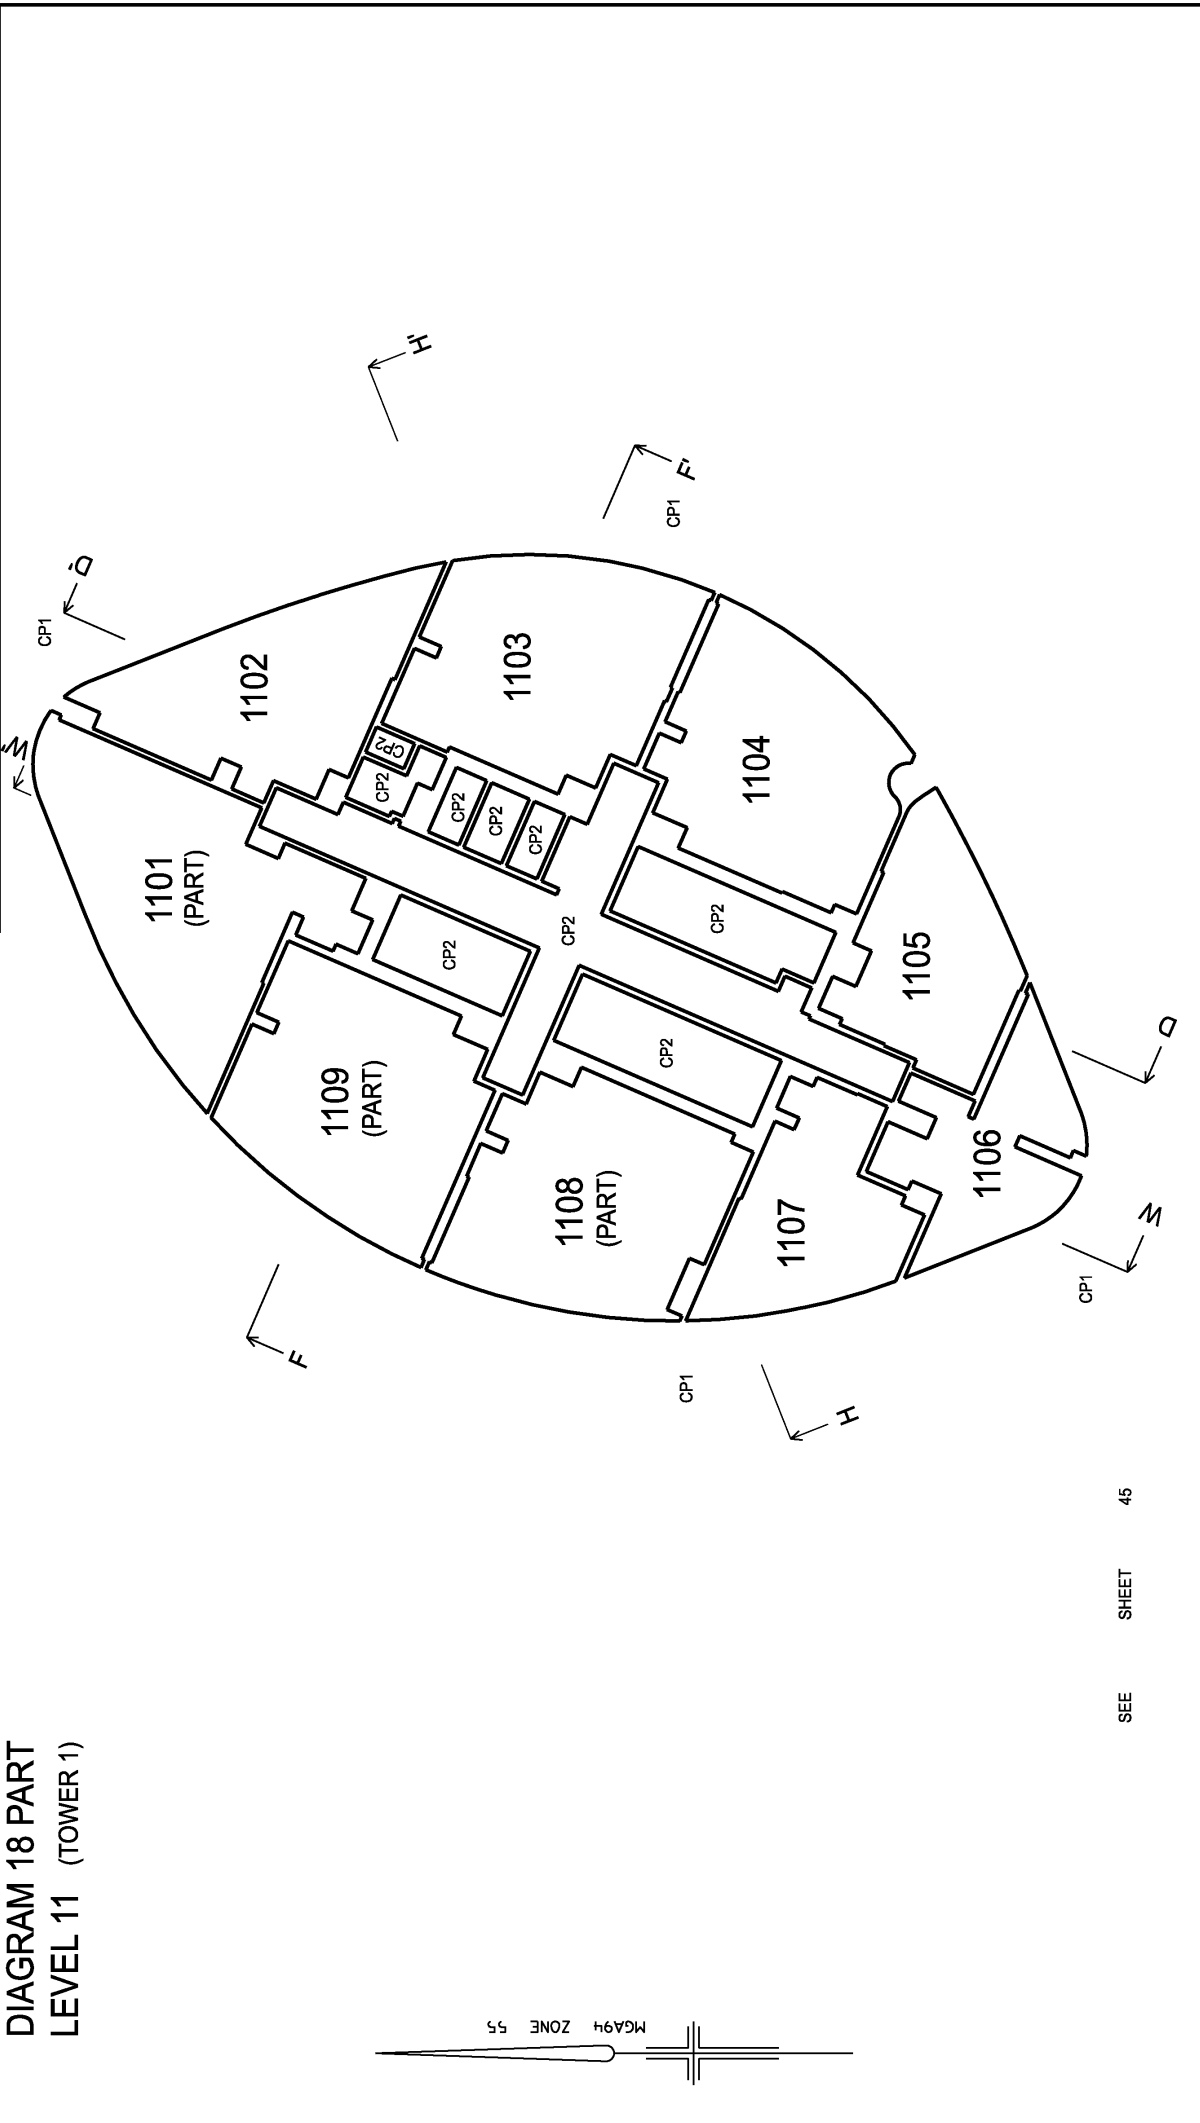 DIAGRAM 18 PART
LEVEL 11 (TOWER 1)
W'
D'
CP1
H'
F'
CP1
1101
(PART)
1102
1103
1104
1105
1106
1107
1108
(PART)
1109
(PART)
CP2
CP2
CP2
CP2
CP2
CP2
CP2
CP2
CP2
D
W
CP1
F
CP1
H
SEE SHEET 45
MGA94 ZONE 55